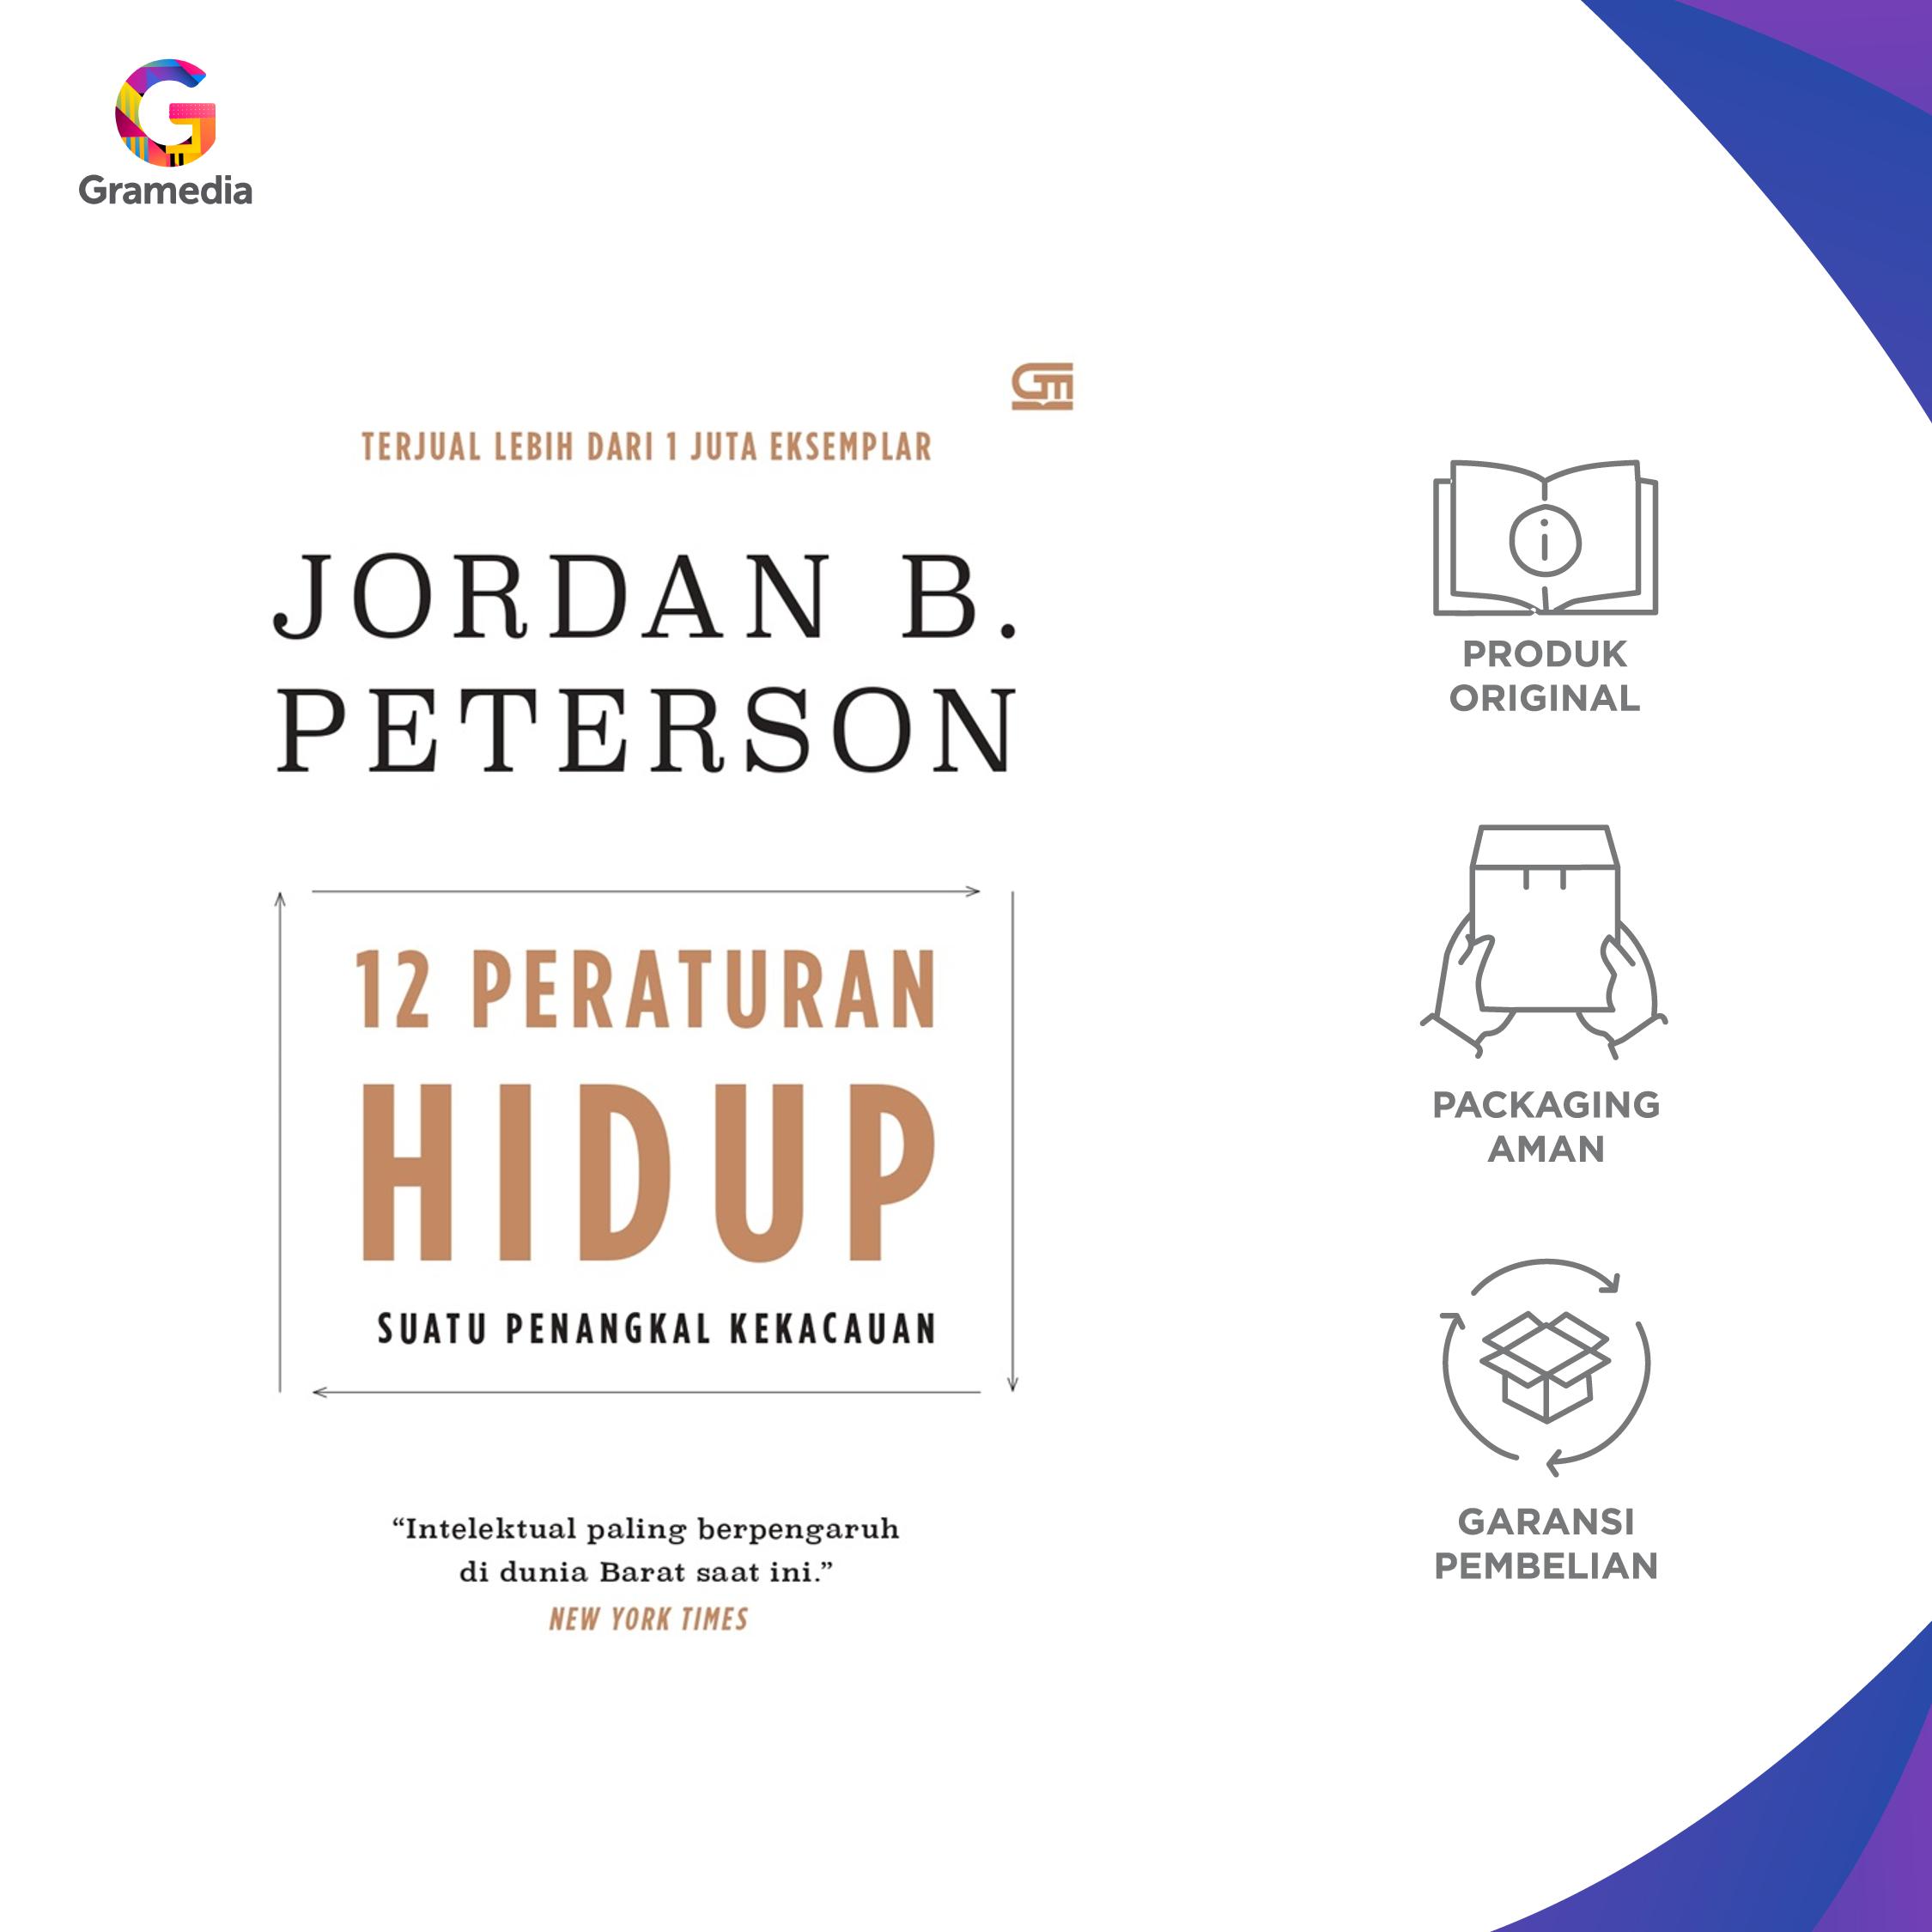 Gramedia
TERJUAL LEBIH DARI 1 JUTA EKSEMPLAR
JORDAN B.
PETERSON
12 PERATURAN
HIDUP
SUATU PENANGKAL KEKACAUAN
“Intelektual paling berpengaruh
di dunia Barat saat ini.”
NEW YORK TIMES
PRODUK
ORIGINAL
PACKAGING
AMAN
GARANSI
PEMBELIAN